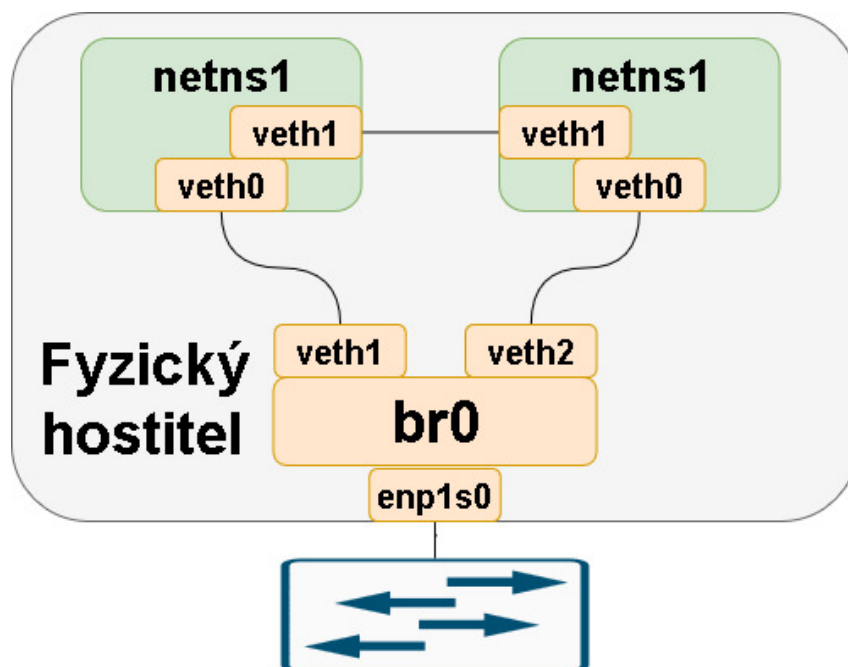 netns1
netns1
veth1
veth1
veth0
veth0
veth1
veth2
Fyzický
hostitel
br0
enp1s0